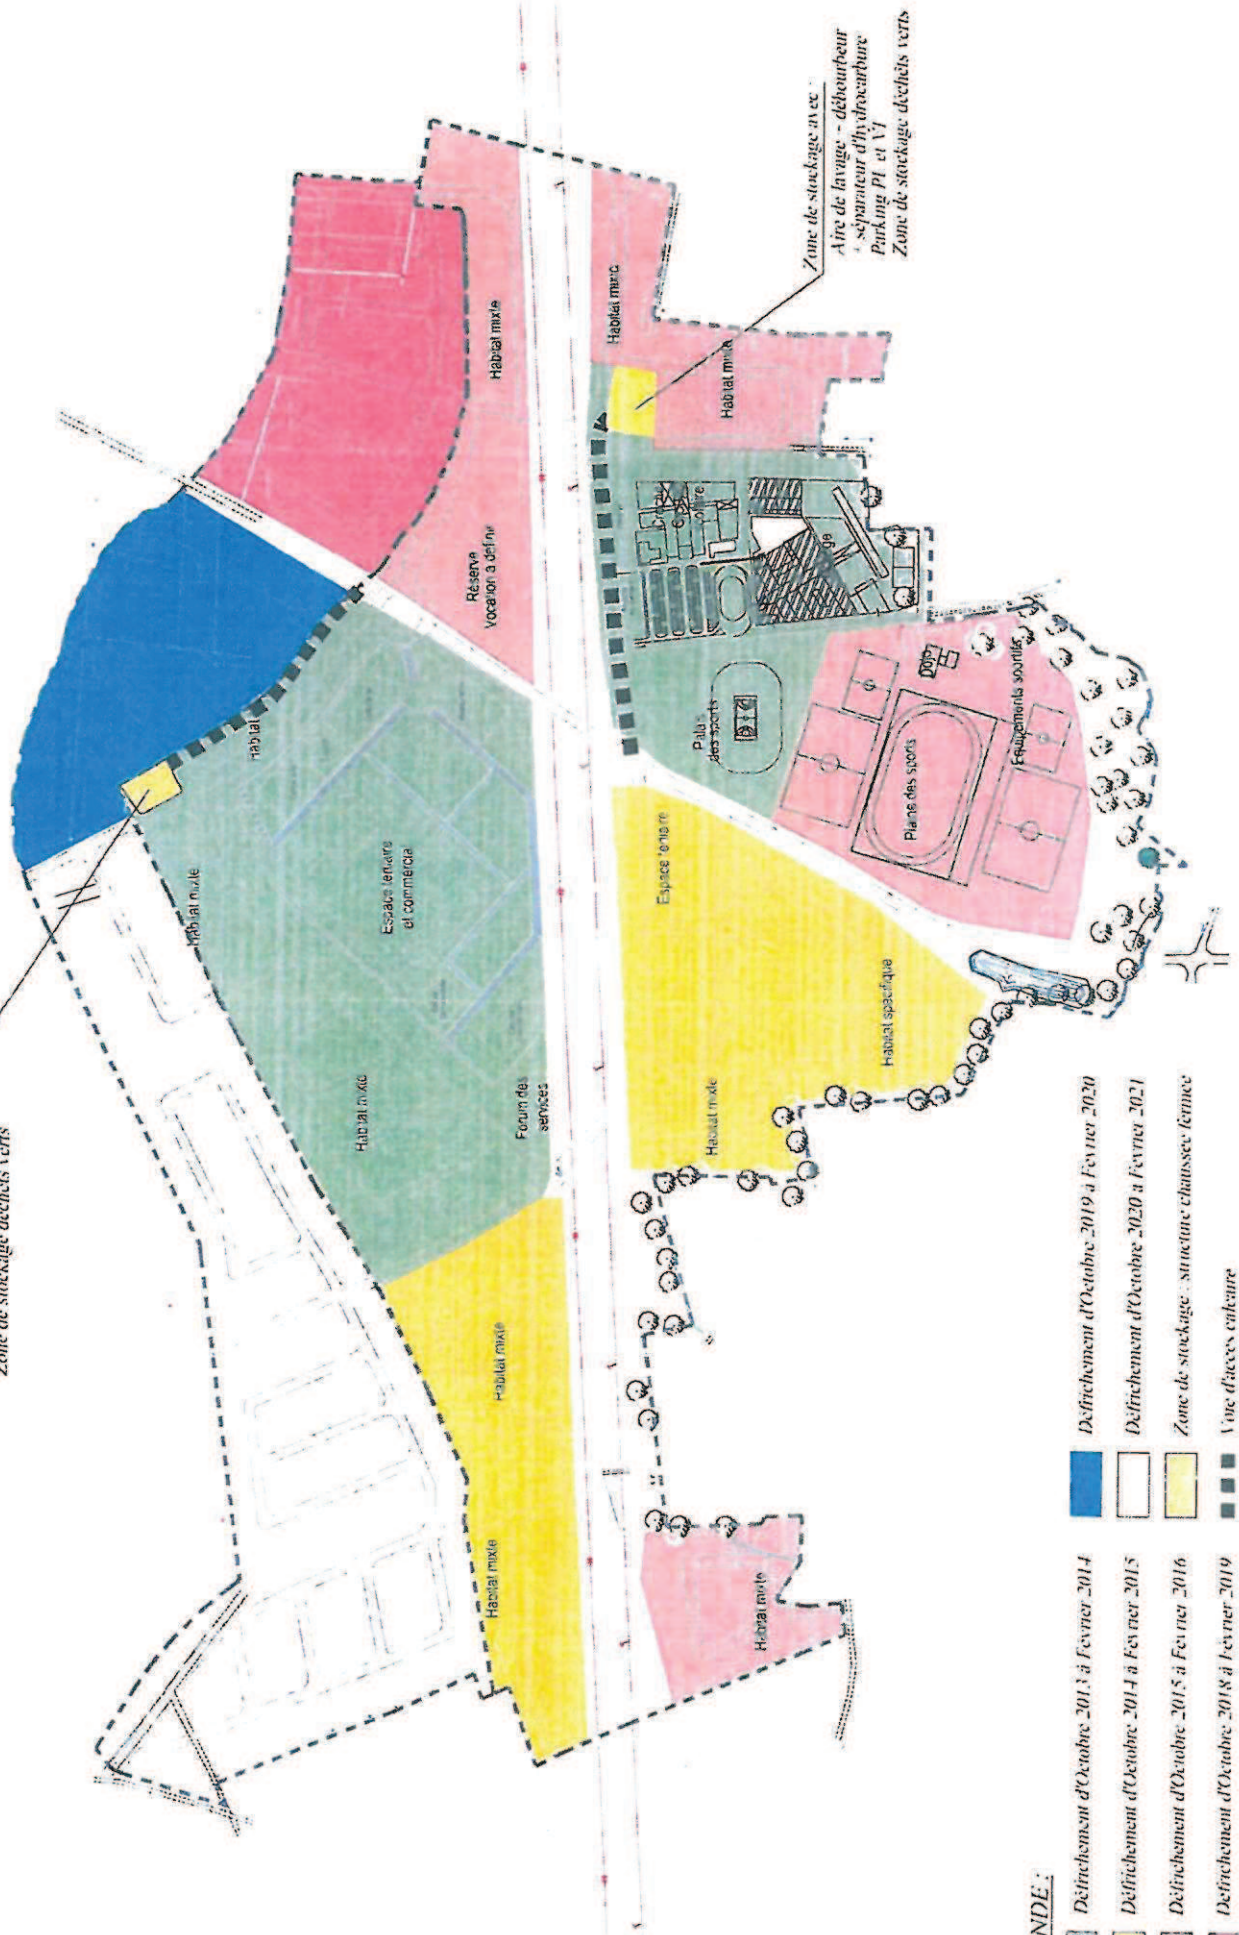 Zone de stockage déchets verts
Zone de stockage avec :
Aire de lavage - débourbeur
+ séparateur d'hydrocarbure
Parking PL et VL
Zone de stockage déchets verts
Habitat mixte
Réserve
Vocation à définir
Habitat mixte
Habitat mixte
Habitat
Habitat mixte
Espace tertiaire
et commercial
Habitat mixte
Forum des
services
Palais
des sports
Dojo
Equipements sportifs
Plaine des sports
Espace tertiaire
Habitat spécifique
Habitat mixte
Habitat mixte
Habitat mixte
Habitat mixte
NDE :
Défrichement d'Octobre 2013 à Février 2014
Défrichement d'Octobre 2014 à Février 2015
Défrichement d'Octobre 2015 à Février 2016
Défrichement d'Octobre 2018 à Février 2019
Défrichement d'Octobre 2019 à Février 2020
Défrichement d'Octobre 2020 à Février 2021
Zone de stockage : structure chaussée fermée
Voie d'accès calcaire